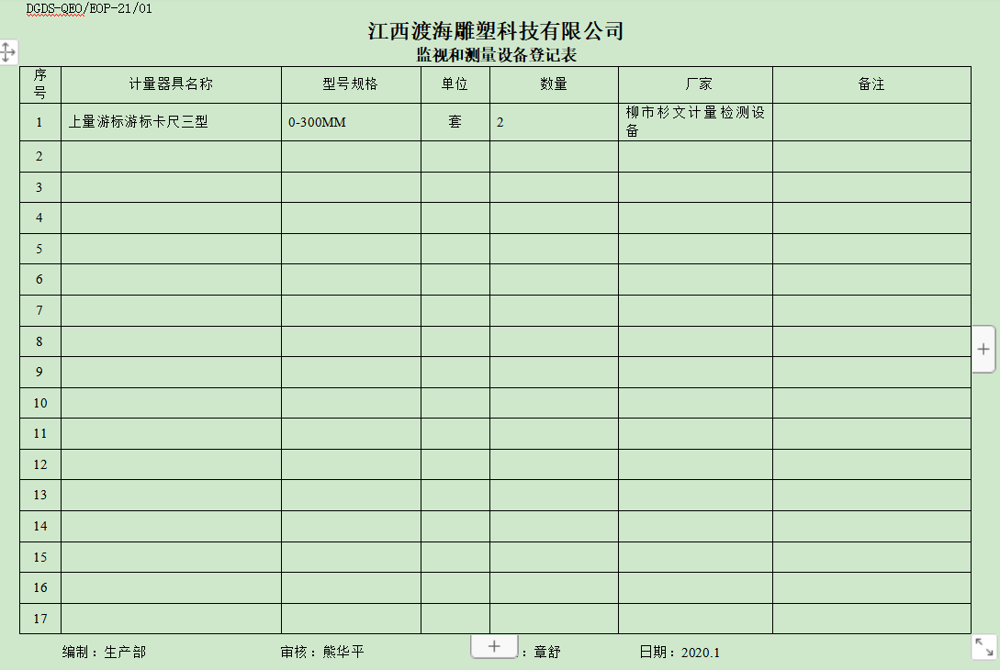 DGDS-QEO/EOP-21/01
江西渡海雕塑科技有限公司
监视和测量设备登记表
序号 计量器具名称 型号规格 单位 数量 厂家 备注
1 上量游标游标卡尺三型 0-300MM 套 2 柳市杉文计量检测设备
2
3
4
5
6
7
8
9
10
11
12
13
14
15
16
17
编制：生产部 审核：熊华平 ：章舒 日期：2020.1